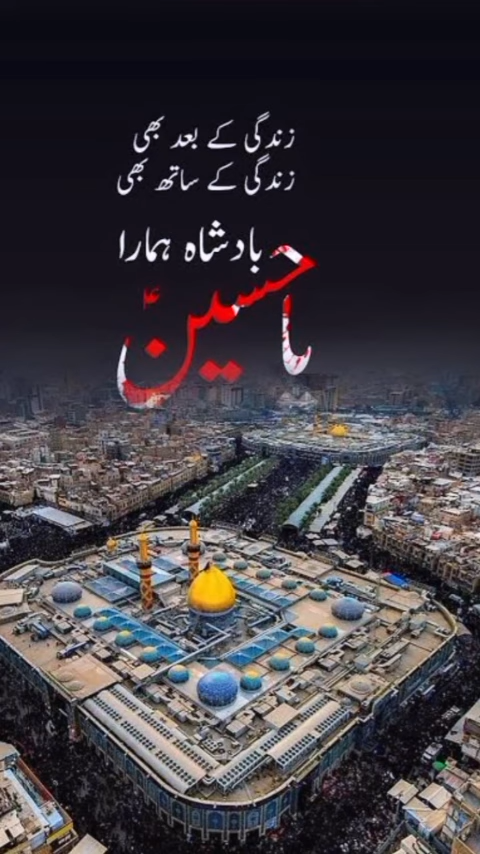 زندگی کے بعد بھی
زندگی کے ساتھ بھی
بادشاہ ہمارا
یا حسینؑ